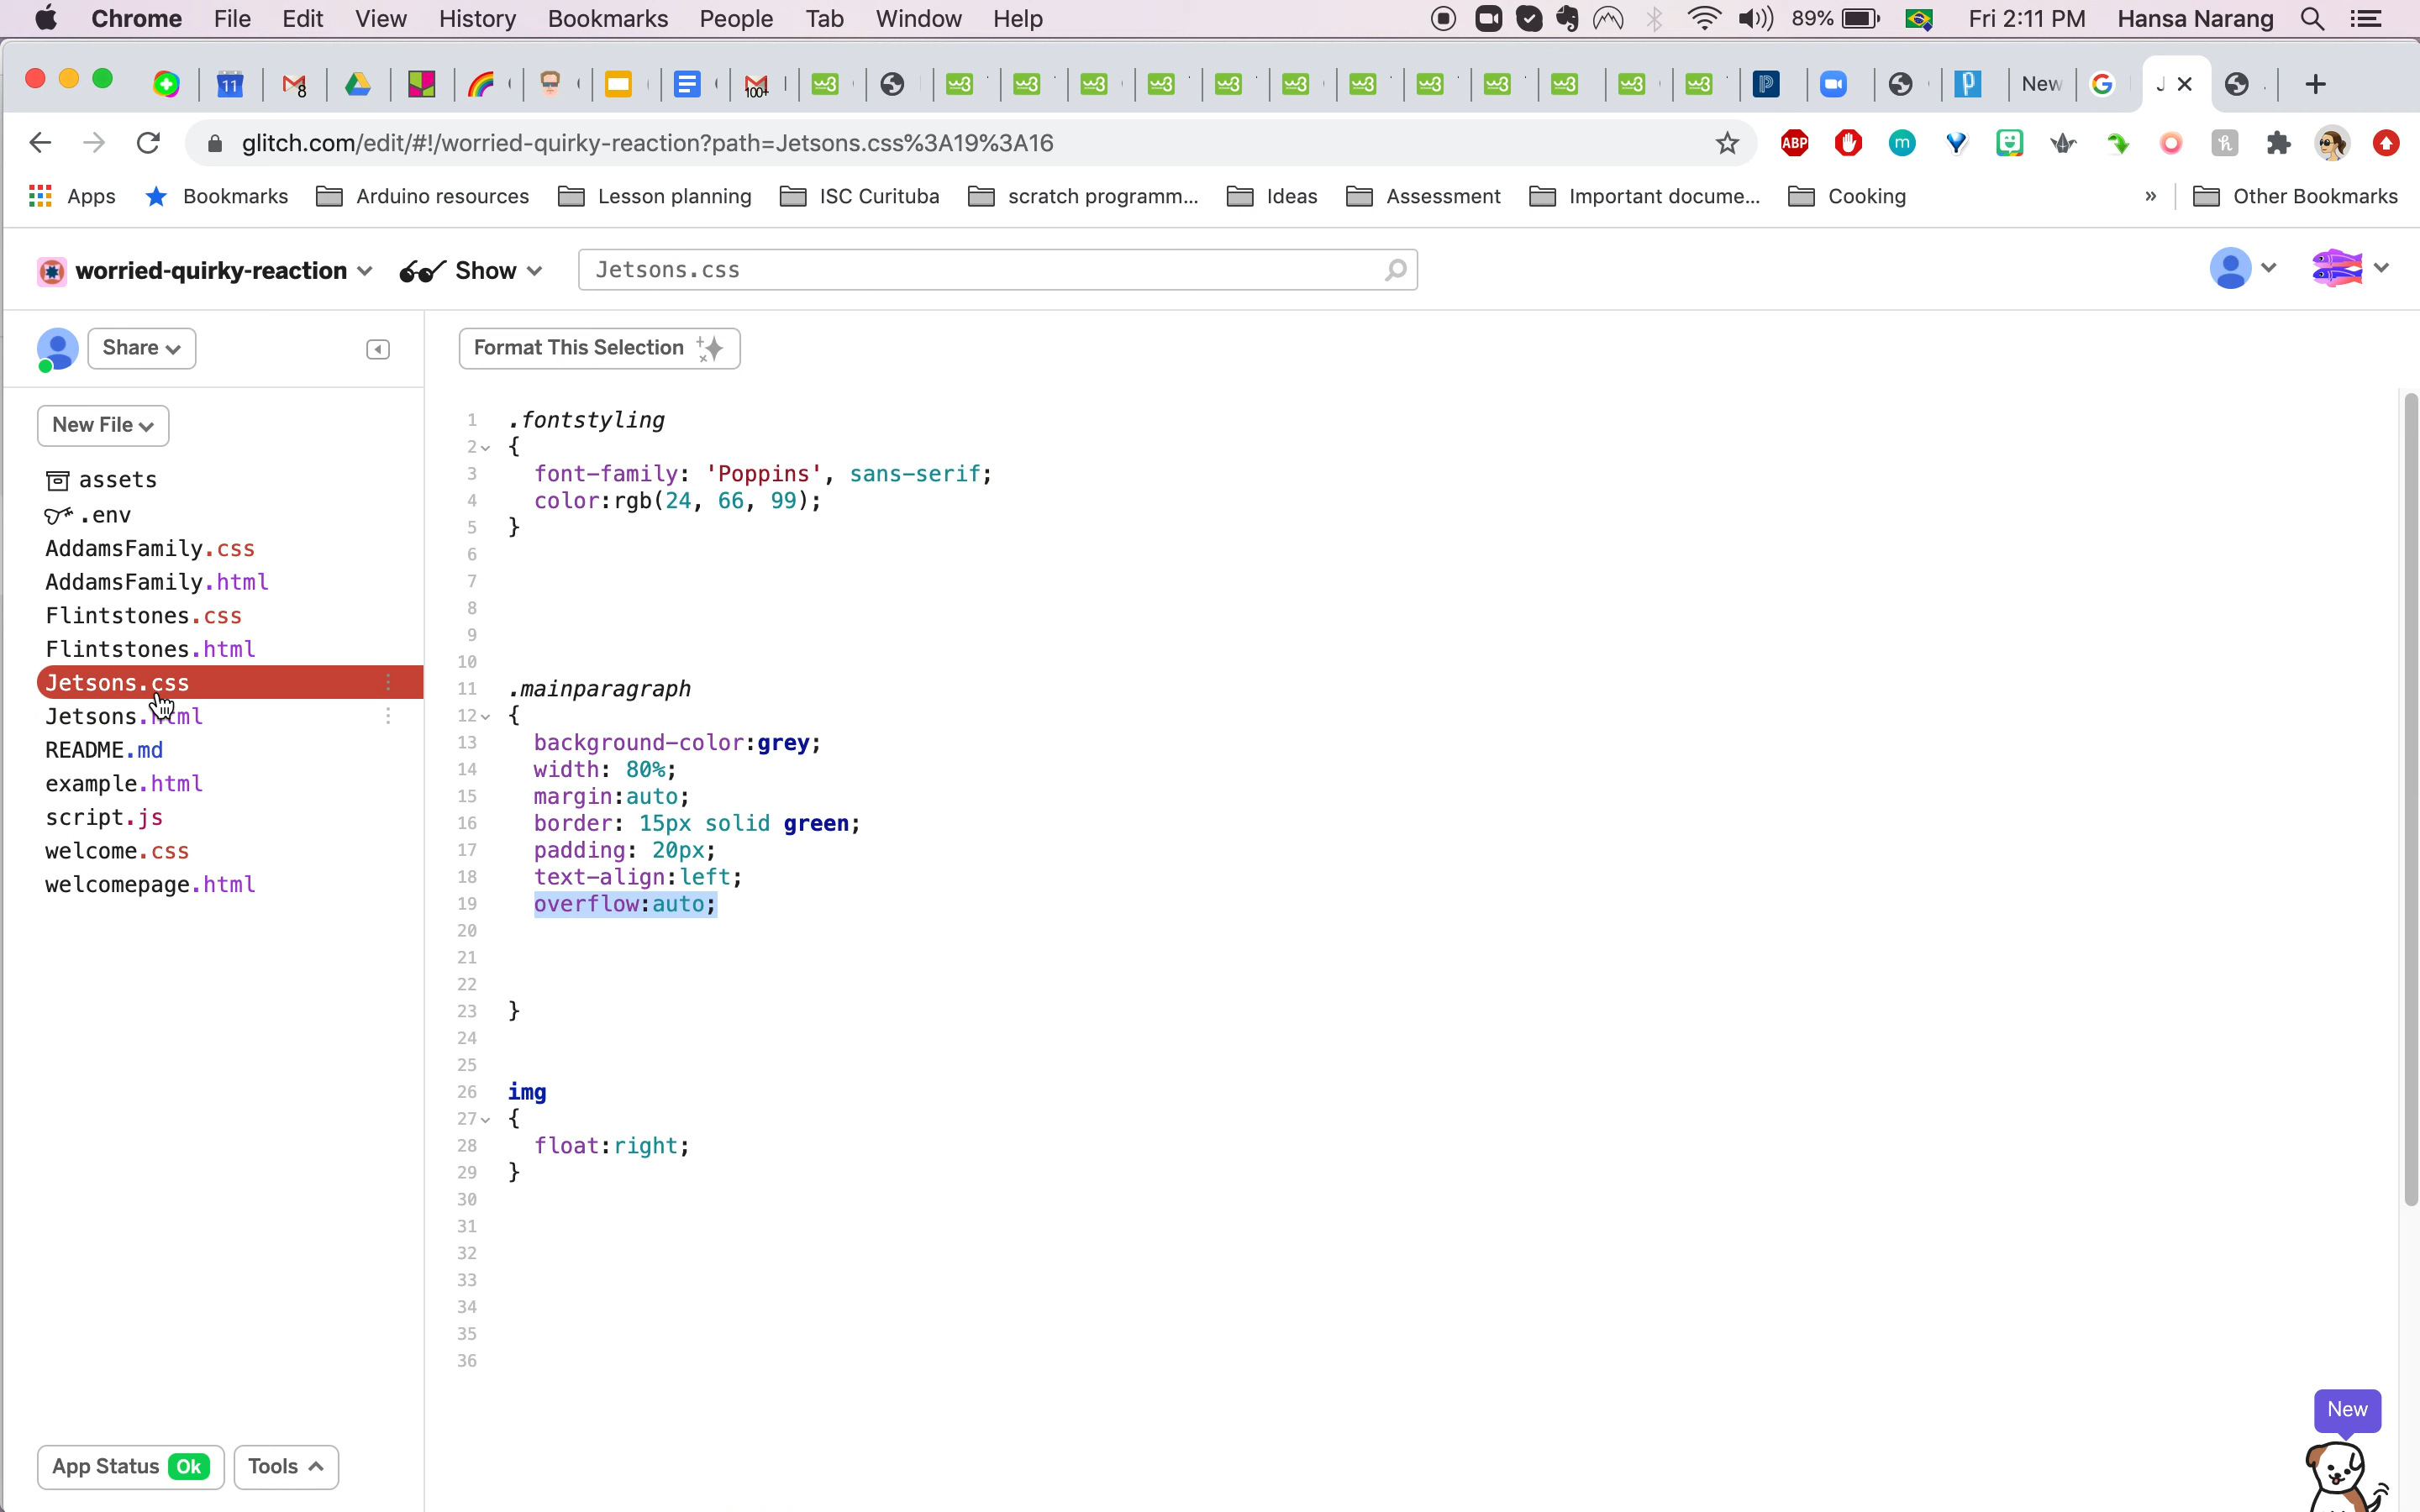 Chrome File Edit View History Bookmarks People Tab Window Help 89% Fri 2:11 PM Hansa Narang
11 8 100+ New
glitch.com/edit/#!/worried-quirky-reaction?path=Jetsons.css%3A19%3A16 ABP m h
Apps Bookmarks Arduino resources Lesson planning ISC Curituba scratch programm... Ideas Assessment Important docume... Cooking » Other Bookmarks
worried-quirky-reaction Show Jetsons.css
Share Format This Selection
New File
assets
.env
AddamsFamily.css
AddamsFamily.html
Flintstones.css
Flintstones.html
Jetsons.css
Jetsons.html
README.md
example.html
script.js
welcome.css
welcomepage.html
App Status Ok Tools
1 .fontstyling
2 {
3 font-family: 'Poppins', sans-serif;
4 color:rgb(24, 66, 99);
5 }
6
7
8
9
10
11 .mainparagraph
12 {
13 background-color:grey;
14 width: 80%;
15 margin:auto;
16 border: 15px solid green;
17 padding: 20px;
18 text-align:left;
19 overflow:auto;
20
21
22
23 }
24
25
26 img
27 {
28 float:right;
29 }
30
31
32
33
34
35
36
New